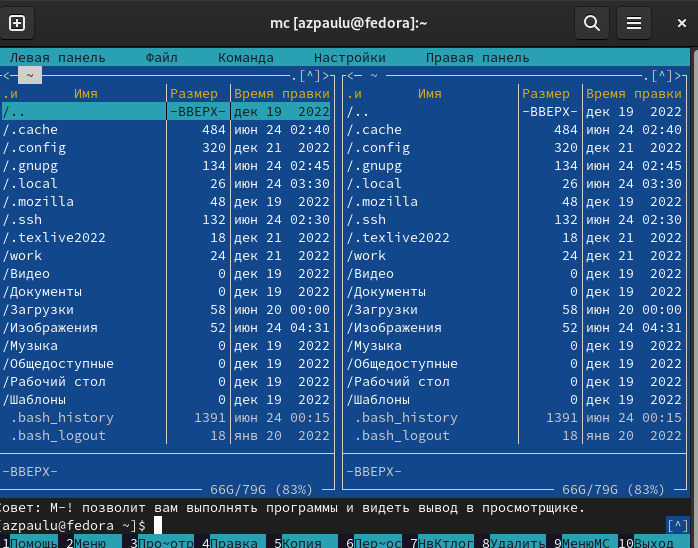 mc [azpaulu@fedora]:~
Левая панель Файл Команда Настройки Правая панель
<─ ~ .[^]> <─ ~ .[^]>
.и Имя Размер Время правки .и Имя Размер Время правки
/.. -ВВЕРХ- дек 19 2022 /.. -ВВЕРХ- дек 19 2022
/.cache 484 июн 24 02:40 /.cache 484 июн 24 02:40
/.config 320 дек 21 2022 /.config 320 дек 21 2022
/.gnupg 134 июн 24 02:45 /.gnupg 134 июн 24 02:45
/.local 26 июн 24 03:30 /.local 26 июн 24 03:30
/.mozilla 48 дек 19 2022 /.mozilla 48 дек 19 2022
/.ssh 132 июн 24 02:30 /.ssh 132 июн 24 02:30
/.texlive2022 18 дек 21 2022 /.texlive2022 18 дек 21 2022
/work 24 дек 21 2022 /work 24 дек 21 2022
/Видео 0 дек 19 2022 /Видео 0 дек 19 2022
/Документы 0 дек 19 2022 /Документы 0 дек 19 2022
/Загрузки 58 июн 20 00:00 /Загрузки 58 июн 20 00:00
/Изображения 52 июн 24 04:31 /Изображения 52 июн 24 04:31
/Музыка 0 дек 19 2022 /Музыка 0 дек 19 2022
/Общедоступные 0 дек 19 2022 /Общедоступные 0 дек 19 2022
/Рабочий стол 0 дек 19 2022 /Рабочий стол 0 дек 19 2022
/Шаблоны 0 дек 19 2022 /Шаблоны 0 дек 19 2022
.bash_history 1391 июн 24 00:15 .bash_history 1391 июн 24 00:15
.bash_logout 18 янв 20 2022 .bash_logout 18 янв 20 2022
-ВВЕРХ- -ВВЕРХ-
66G/79G (83%) 66G/79G (83%)
Совет: M-! позволит вам выполнять программы и видеть вывод в просмотрщике.
[azpaulu@fedora ~]$ [^]
1Помощь 2Меню 3Про~отр 4Правка 5Копия 6Пер~ос 7НвКтлог 8Удалить 9МенюMC 10Выход